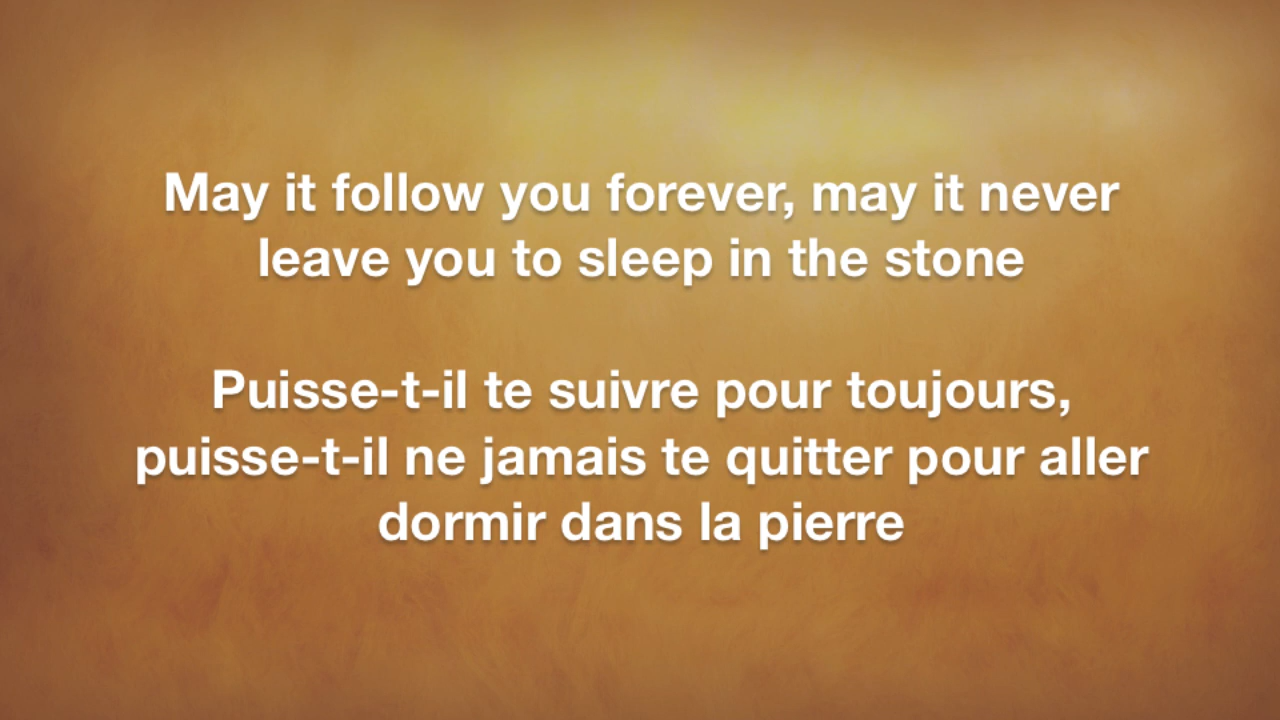 May it follow you forever, may it never
leave you to sleep in the stone
Puisse-t-il te suivre pour toujours,
puisse-t-il ne jamais te quitter pour aller
dormir dans la pierre